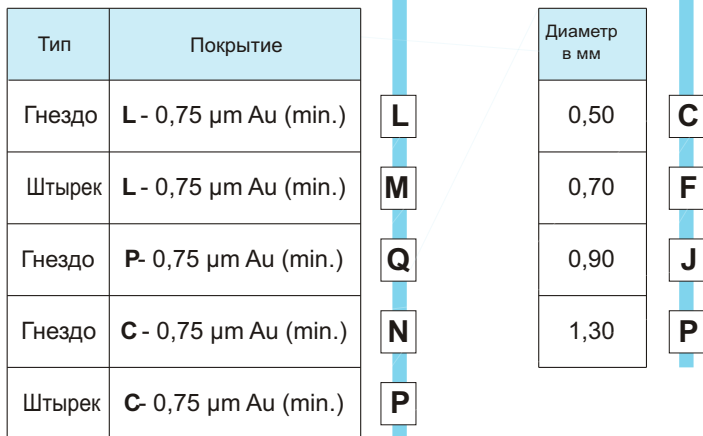 Тип Покрытие Диаметр
в мм
Гнездо L - 0,75 µm Au (min.) L 0,50 C
Штырек L - 0,75 µm Au (min.) M 0,70 F
Гнездо P- 0,75 µm Au (min.) Q 0,90 J
Гнездо C - 0,75 µm Au (min.) N 1,30 P
Штырек C- 0,75 µm Au (min.) P